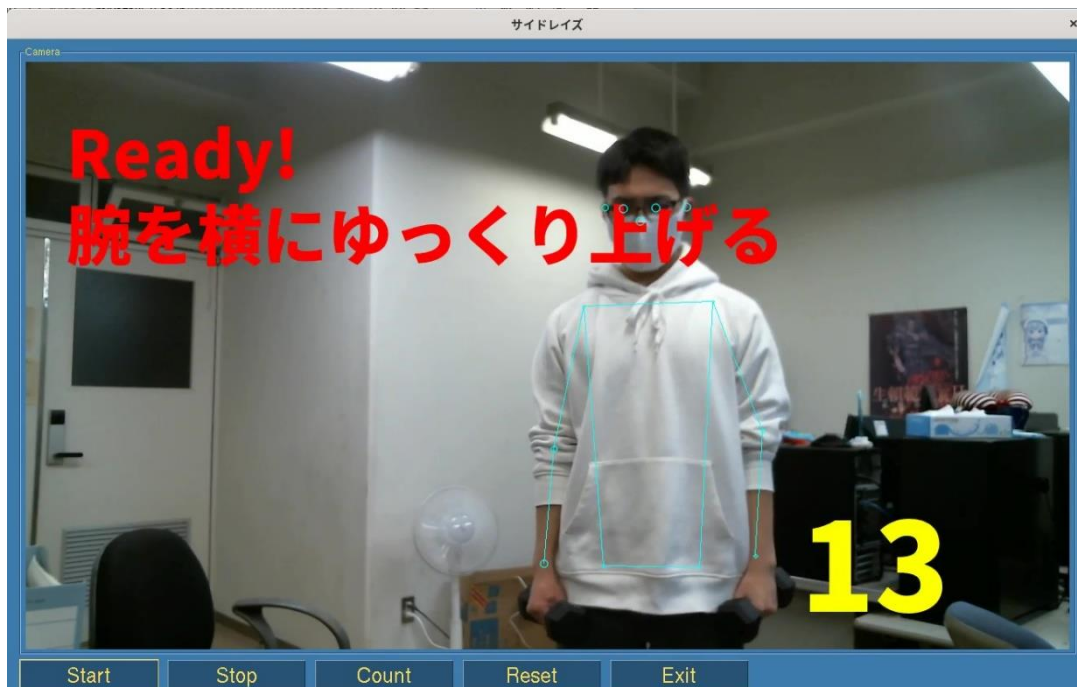 サイドレイズ
×
Camera
Ready!
腕を横にゆっくり上げる
13
Start
Stop
Count
Reset
Exit